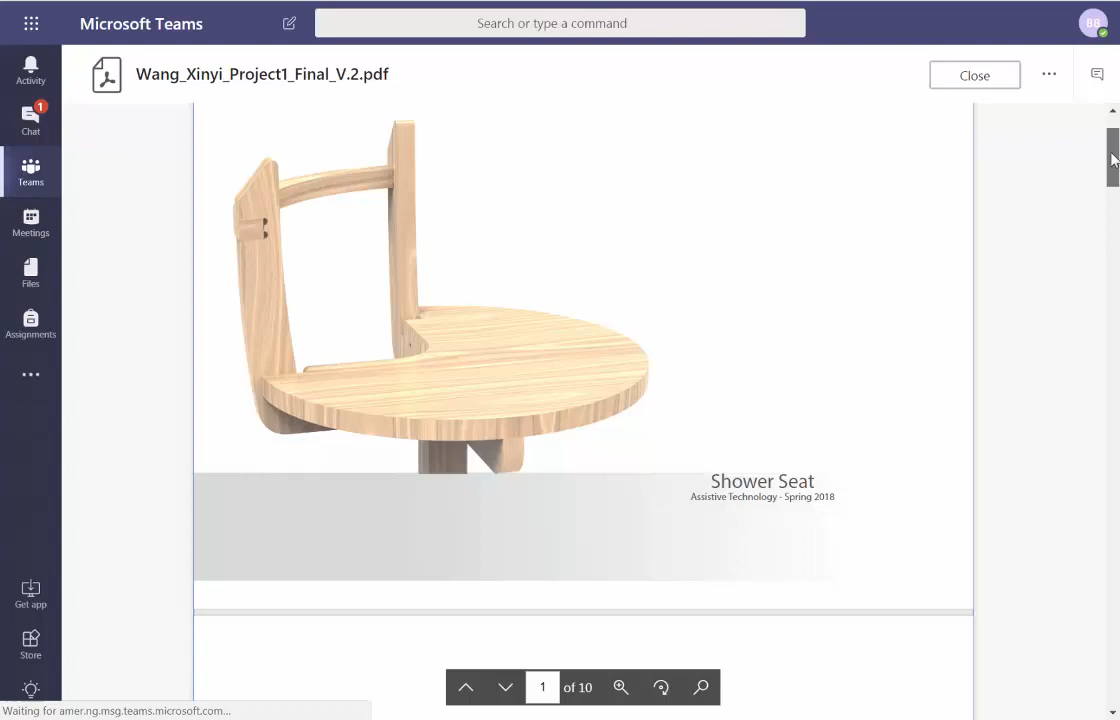 Microsoft Teams
Search or type a command
BB
Activity
Wang_Xinyi_Project1_Final_V.2.pdf
Close
1
Chat
Teams
Meetings
Files
Assignments
Shower Seat
Assistive Technology - Spring 2018
Get app
Store
1 of 10
Waiting for amer.ng.msg.teams.microsoft.com...